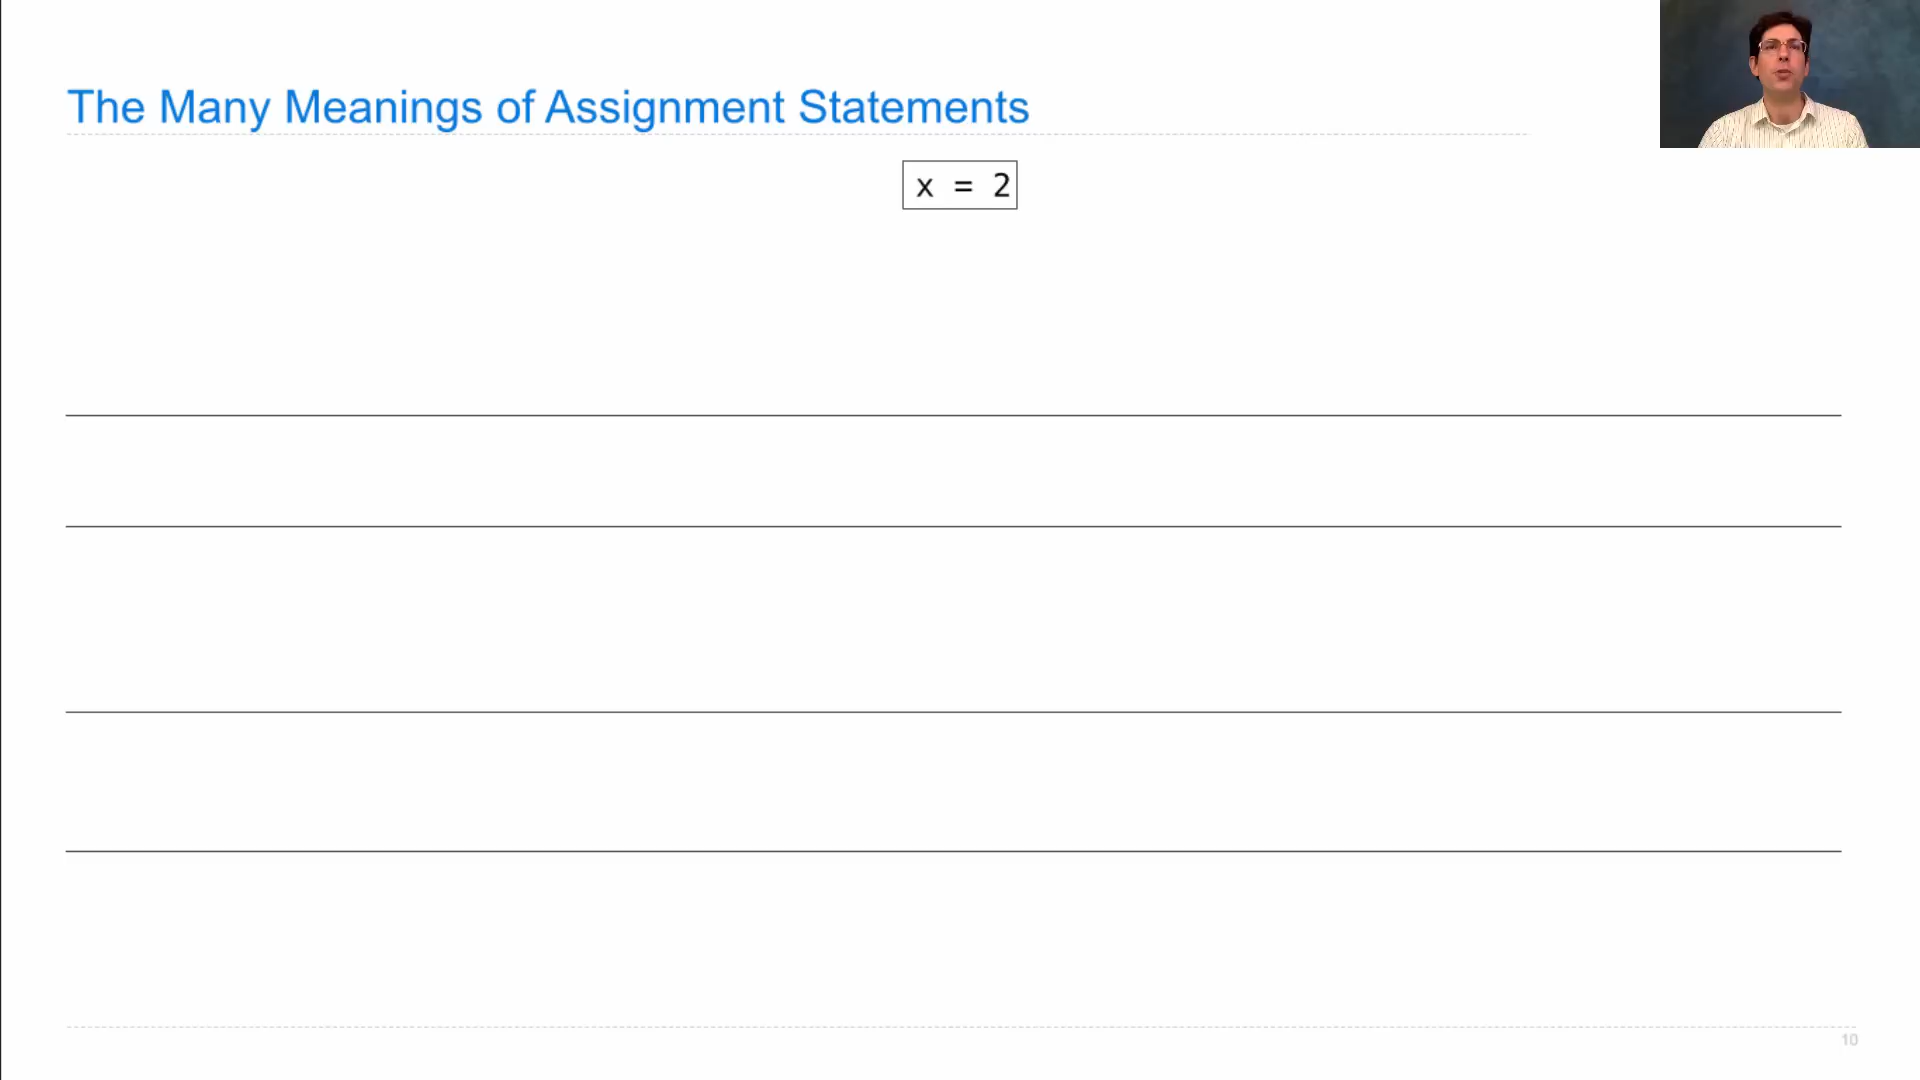 The Many Meanings of Assignment Statements
x = 2
10